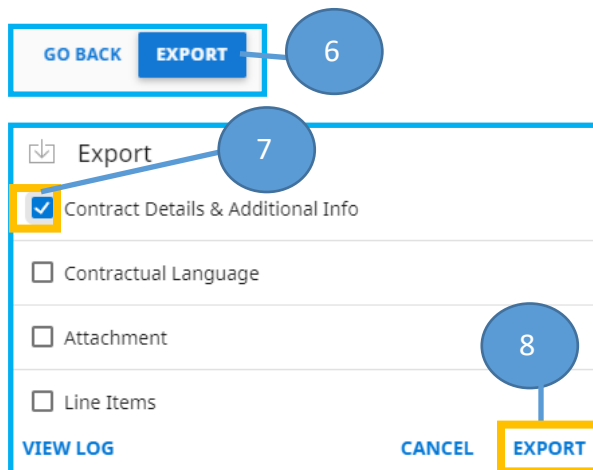 GO BACK EXPORT 6
Export 7
Contract Details & Additional Info
Contractual Language
Attachment
8
Line Items
VIEW LOG CANCEL EXPORT